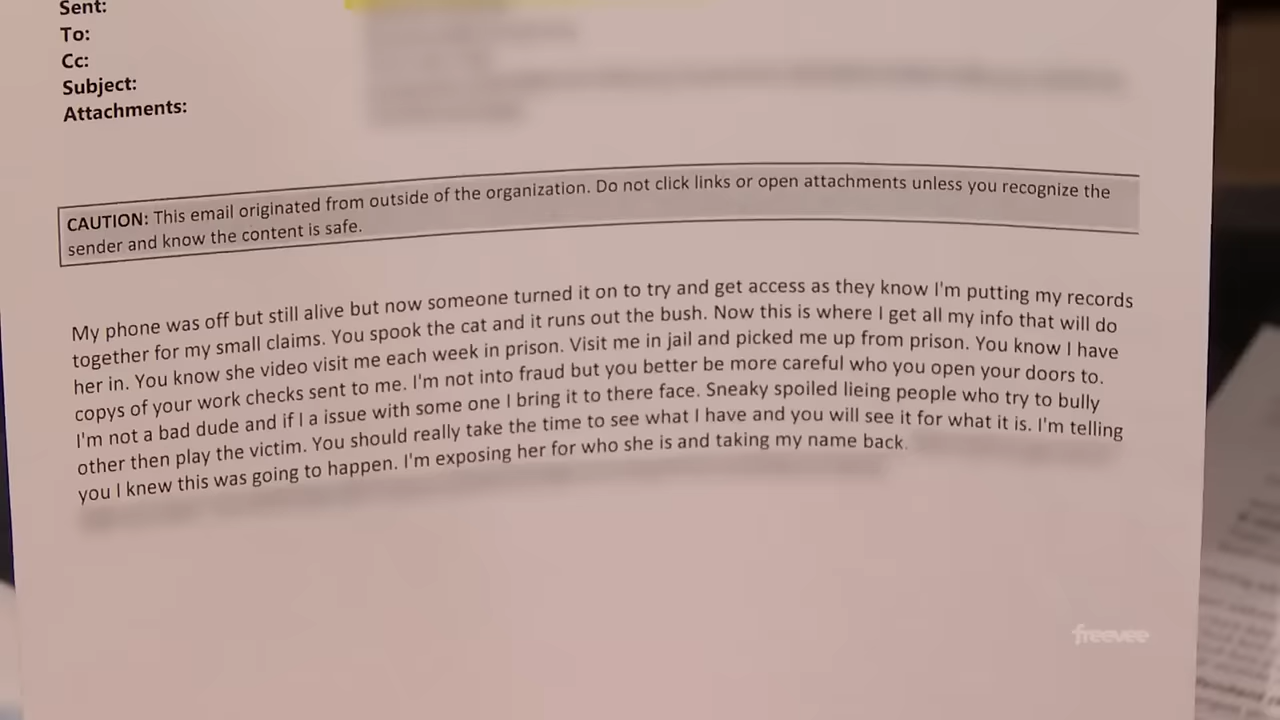 Sent:
To:
Cc:
Subject:
Attachments:
CAUTION: This email originated from outside of the organization. Do not click links or open attachments unless you recognize the
sender and know the content is safe.
My phone was off but still alive but now someone turned it on to try and get access as they know I'm putting my records
together for my small claims. You spook the cat and it runs out the bush. Now this is where I get all my info that will do
her in. You know she video visit me each week in prison. Visit me in jail and picked me up from prison. You know I have
copys of your work checks sent to me. I'm not into fraud but you better be more careful who you open your doors to.
I'm not a bad dude and if I a issue with some one I bring it to there face. Sneaky spoiled lieing people who try to bully
other then play the victim. You should really take the time to see what I have and you will see it for what it is. I'm telling
you I knew this was going to happen. I'm exposing her for who she is and taking my name back.
freevee